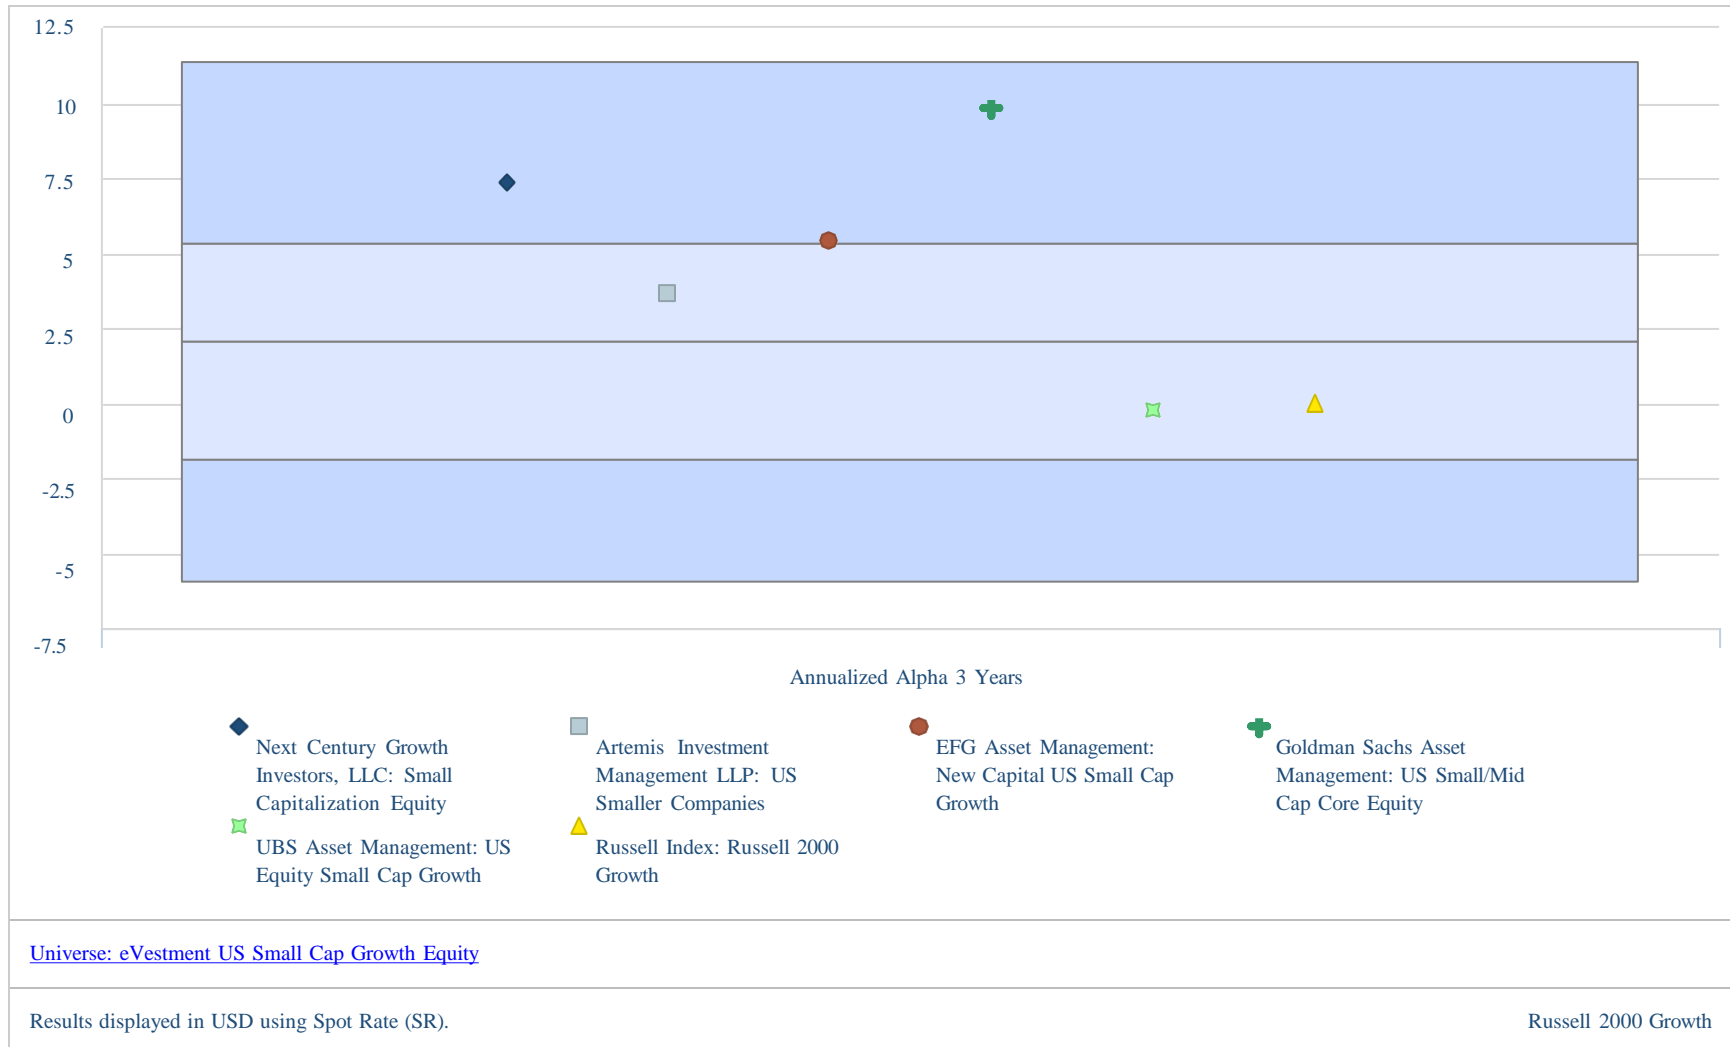 12.5
10
7.5
5
2.5
0
-2.5
-5
-7.5
Annualized Alpha 3 Years
Next Century Growth
Investors, LLC: Small
Capitalization Equity
Artemis Investment
Management LLP: US
Smaller Companies
EFG Asset Management:
New Capital US Small Cap
Growth
Goldman Sachs Asset
Management: US Small/Mid
Cap Core Equity
UBS Asset Management: US
Equity Small Cap Growth
Russell Index: Russell 2000
Growth
Universe: eVestment US Small Cap Growth Equity
Results displayed in USD using Spot Rate (SR).
Russell 2000 Growth